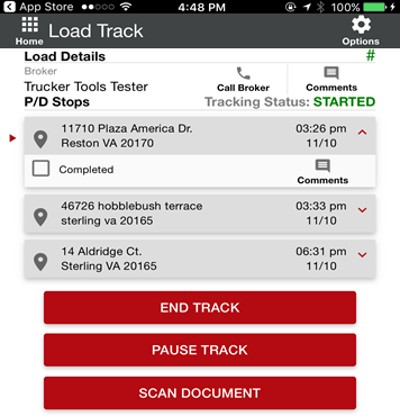 App Store 4:48 PM 100%
Home Load Track Options
Load Details #
Broker
Trucker Tools Tester Call Broker Comments
P/D Stops Tracking Status: STARTED
11710 Plaza America Dr. 03:26 pm
Reston VA 20170 11/10
Completed Comments
46726 hobblebush terrace 03:33 pm
sterling va 20165 11/10
14 Aldridge Ct. 06:31 pm
Sterling VA 20165 11/10
END TRACK
PAUSE TRACK
SCAN DOCUMENT